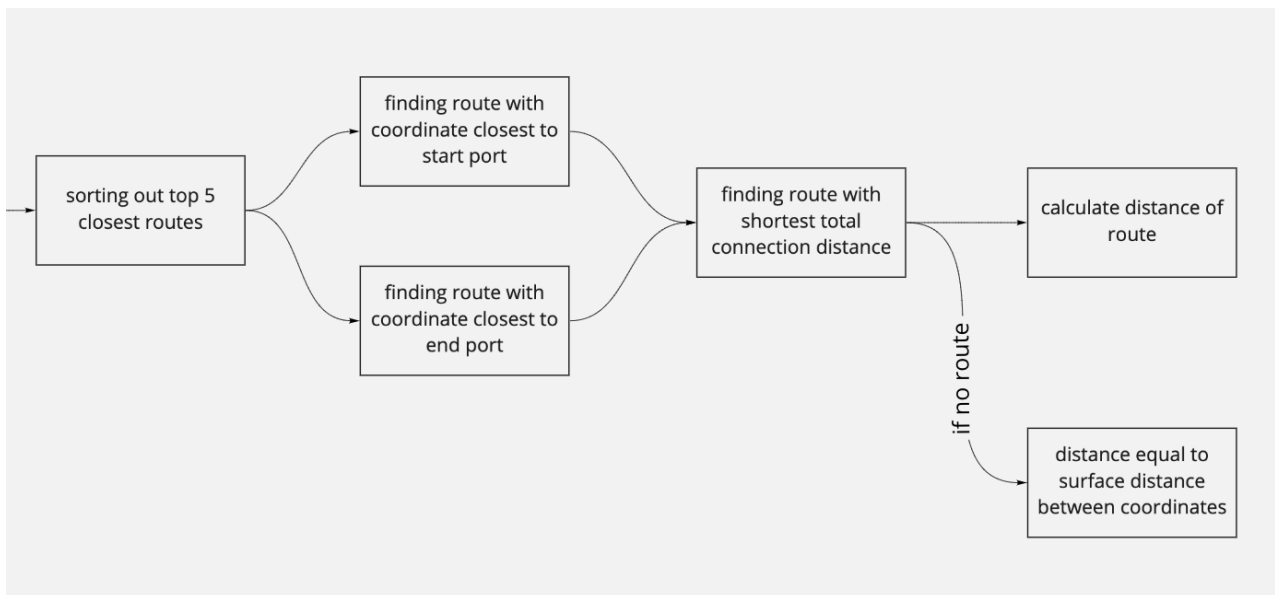 sorting out top 5
closest routes
finding route with
coordinate closest to
start port
finding route with
coordinate closest to
end port
finding route with
shortest total
connection distance
calculate distance of
route
if no route
distance equal to
surface distance
between coordinates